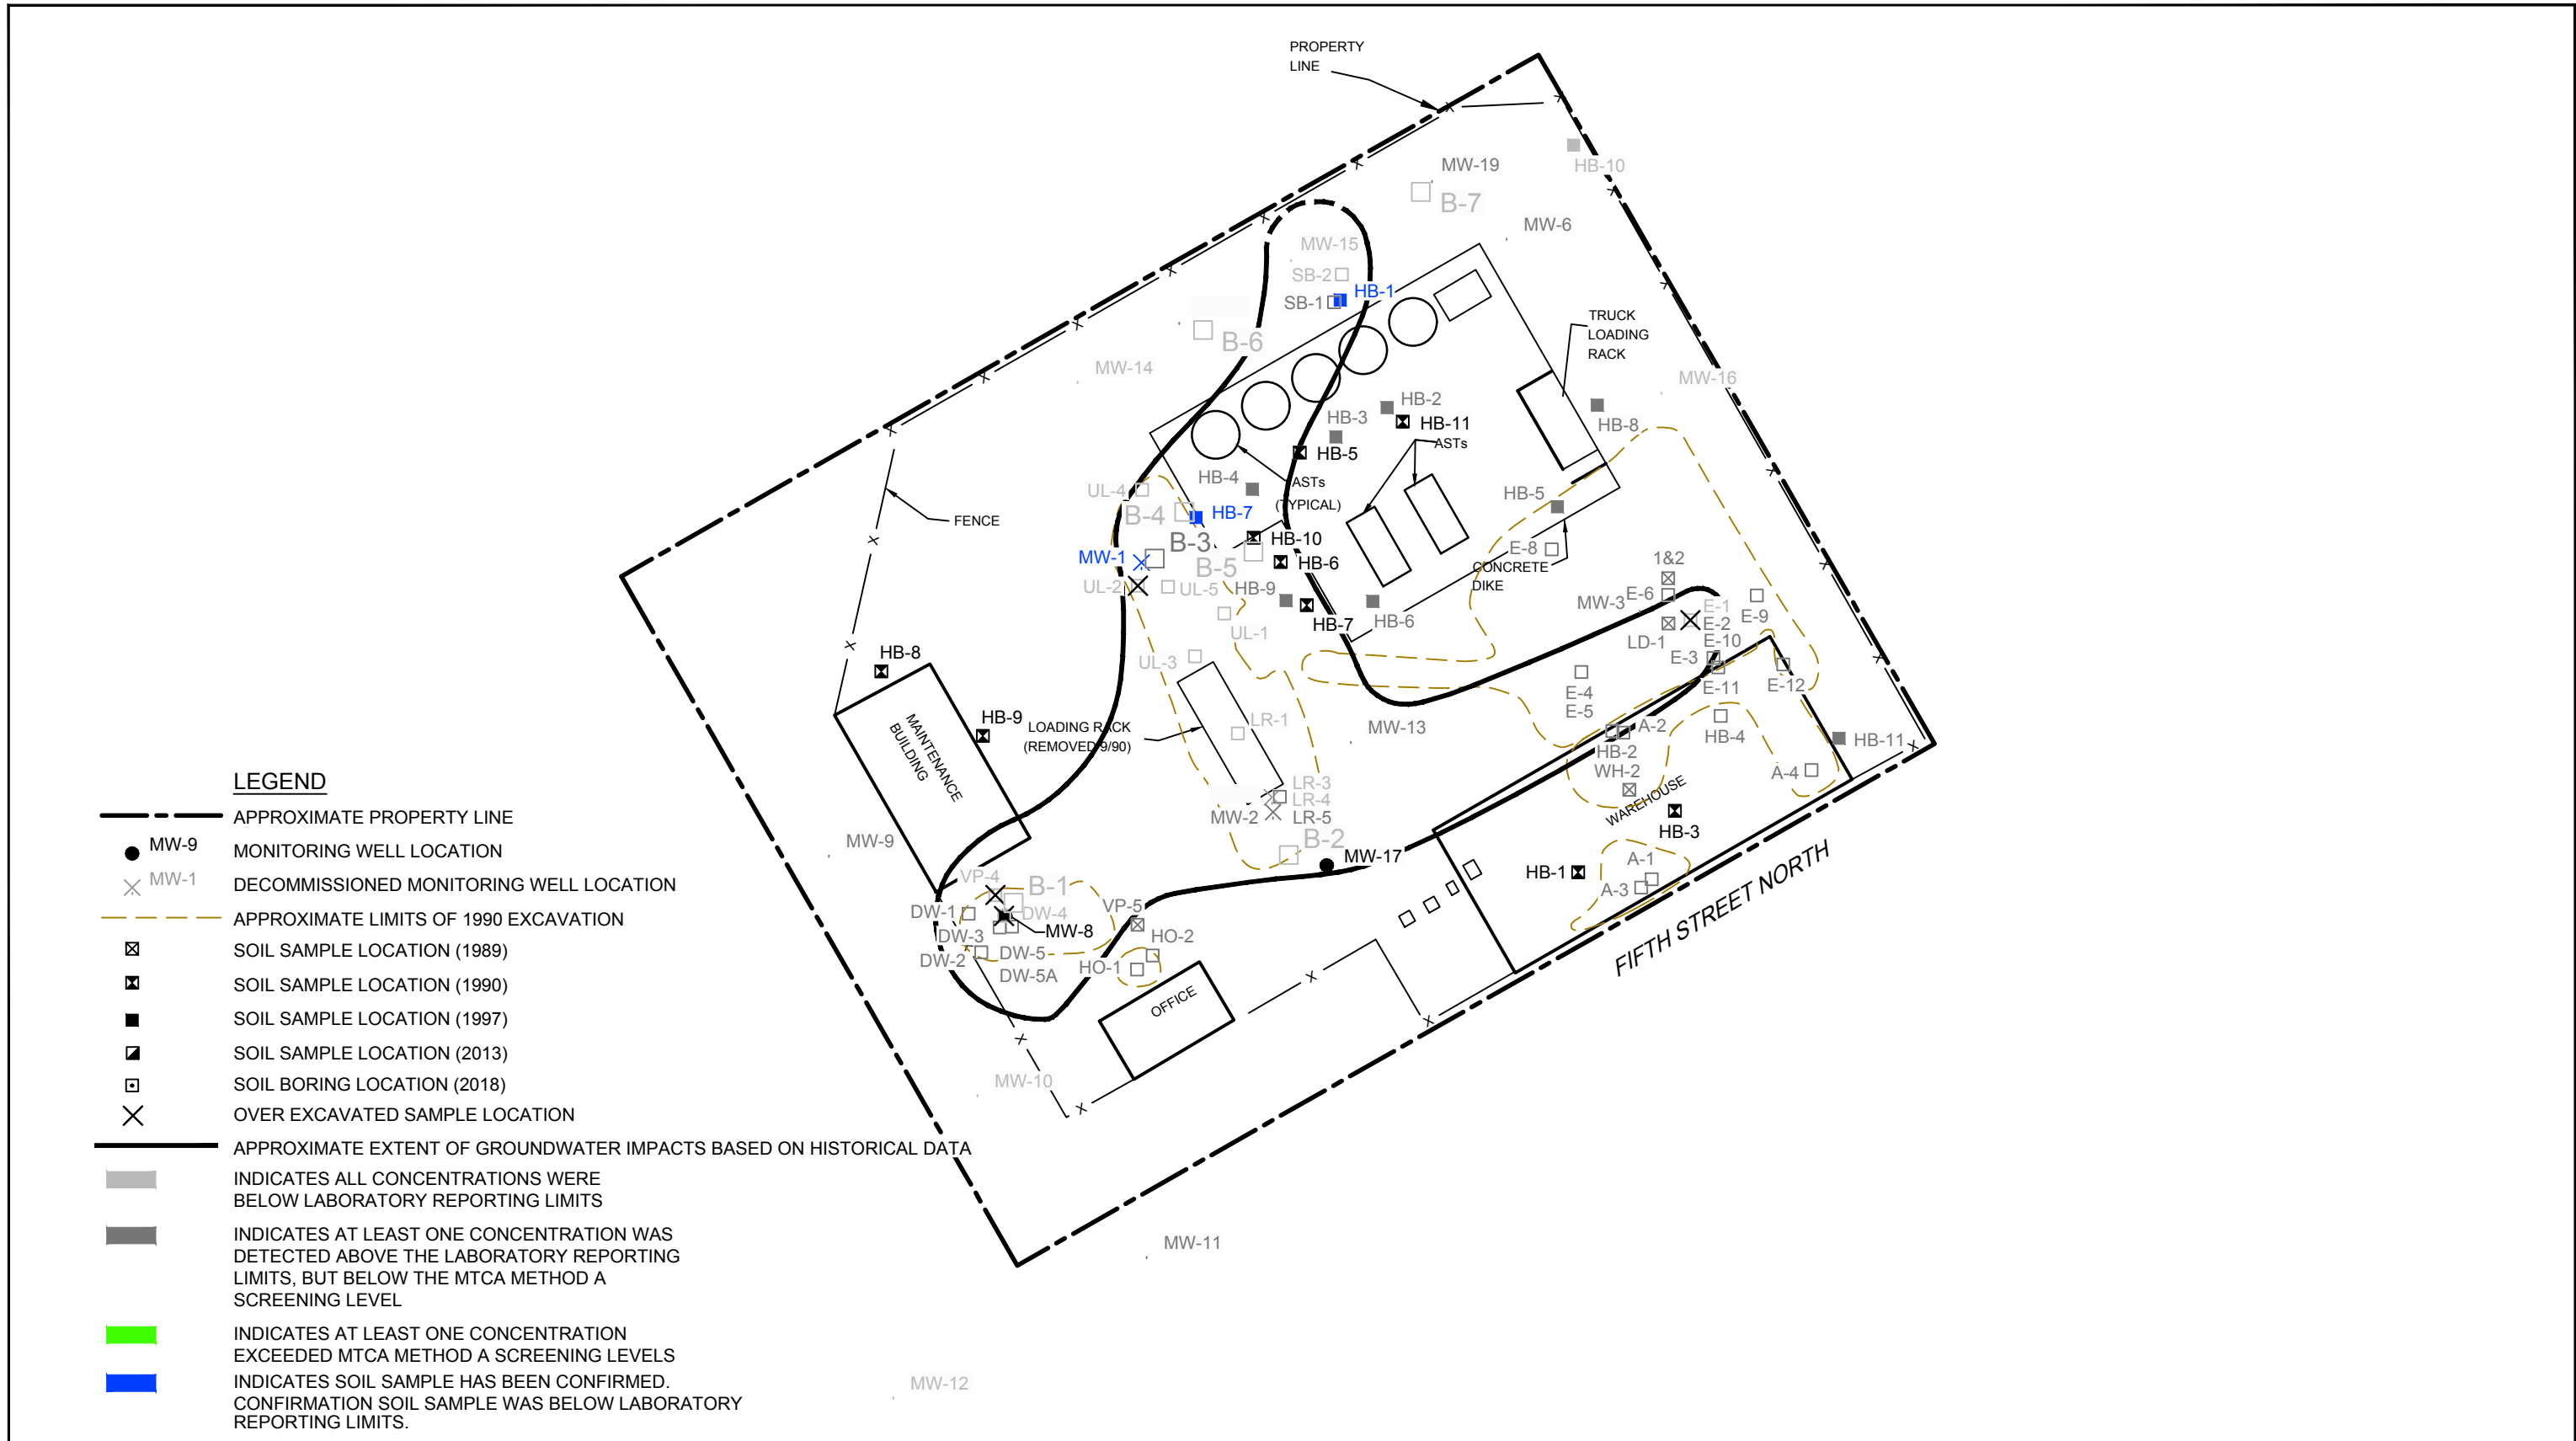 PROPERTY
LINE
MW-19
HB-10
B-7
MW-6
MW-15
SB-2
HB-1
SB-1
B-6
TRUCK
LOADING
RACK
MW-14
MW-16
HB-2
HB-3
HB-11
HB-8
ASTs
HB-5
HB-4
ASTs
(TYPICAL)
UL-4
HB-5
B-4
HB-7
FENCE
B-3
HB-10
E-8
MW-1
B-5
HB-6
CONCRETE
DIKE
1&2
UL-2
UL-5
HB-9
E-6
MW-3
E-1
E-9
HB-7
HB-6
E-2
UL-1
LD-1
E-10
HB-8
UL-3
E-3
E-11
E-12
E-4
E-5
MAINTENANCE
BUILDING
HB-9
LOADING RACK
(REMOVED 9/90)
LR-1
MW-13
A-2
HB-4
HB-11
HB-2
WH-2
A-4
LR-3
LR-4
MW-2
LR-5
WAREHOUSE
HB-3
MW-9
B-2
MW-17
A-1
HB-1
A-3
VP-4
B-1
DW-1
DW-4
VP-5
MW-8
DW-3
HO-2
DW-2
DW-5
DW-5A
HO-1
FIFTH STREET NORTH
OFFICE
MW-10
MW-11
MW-12
LEGEND
APPROXIMATE PROPERTY LINE
MW-9
MONITORING WELL LOCATION
MW-1
DECOMMISSIONED MONITORING WELL LOCATION
APPROXIMATE LIMITS OF 1990 EXCAVATION
SOIL SAMPLE LOCATION (1989)
SOIL SAMPLE LOCATION (1990)
SOIL SAMPLE LOCATION (1997)
SOIL SAMPLE LOCATION (2013)
SOIL BORING LOCATION (2018)
OVER EXCAVATED SAMPLE LOCATION
APPROXIMATE EXTENT OF GROUNDWATER IMPACTS BASED ON HISTORICAL DATA
INDICATES ALL CONCENTRATIONS WERE
BELOW LABORATORY REPORTING LIMITS
INDICATES AT LEAST ONE CONCENTRATION WAS
DETECTED ABOVE THE LABORATORY REPORTING
LIMITS, BUT BELOW THE MTCA METHOD A
SCREENING LEVEL
INDICATES AT LEAST ONE CONCENTRATION
EXCEEDED MTCA METHOD A SCREENING LEVELS
INDICATES SOIL SAMPLE HAS BEEN CONFIRMED.
CONFIRMATION SOIL SAMPLE WAS BELOW LABORATORY
REPORTING LIMITS.